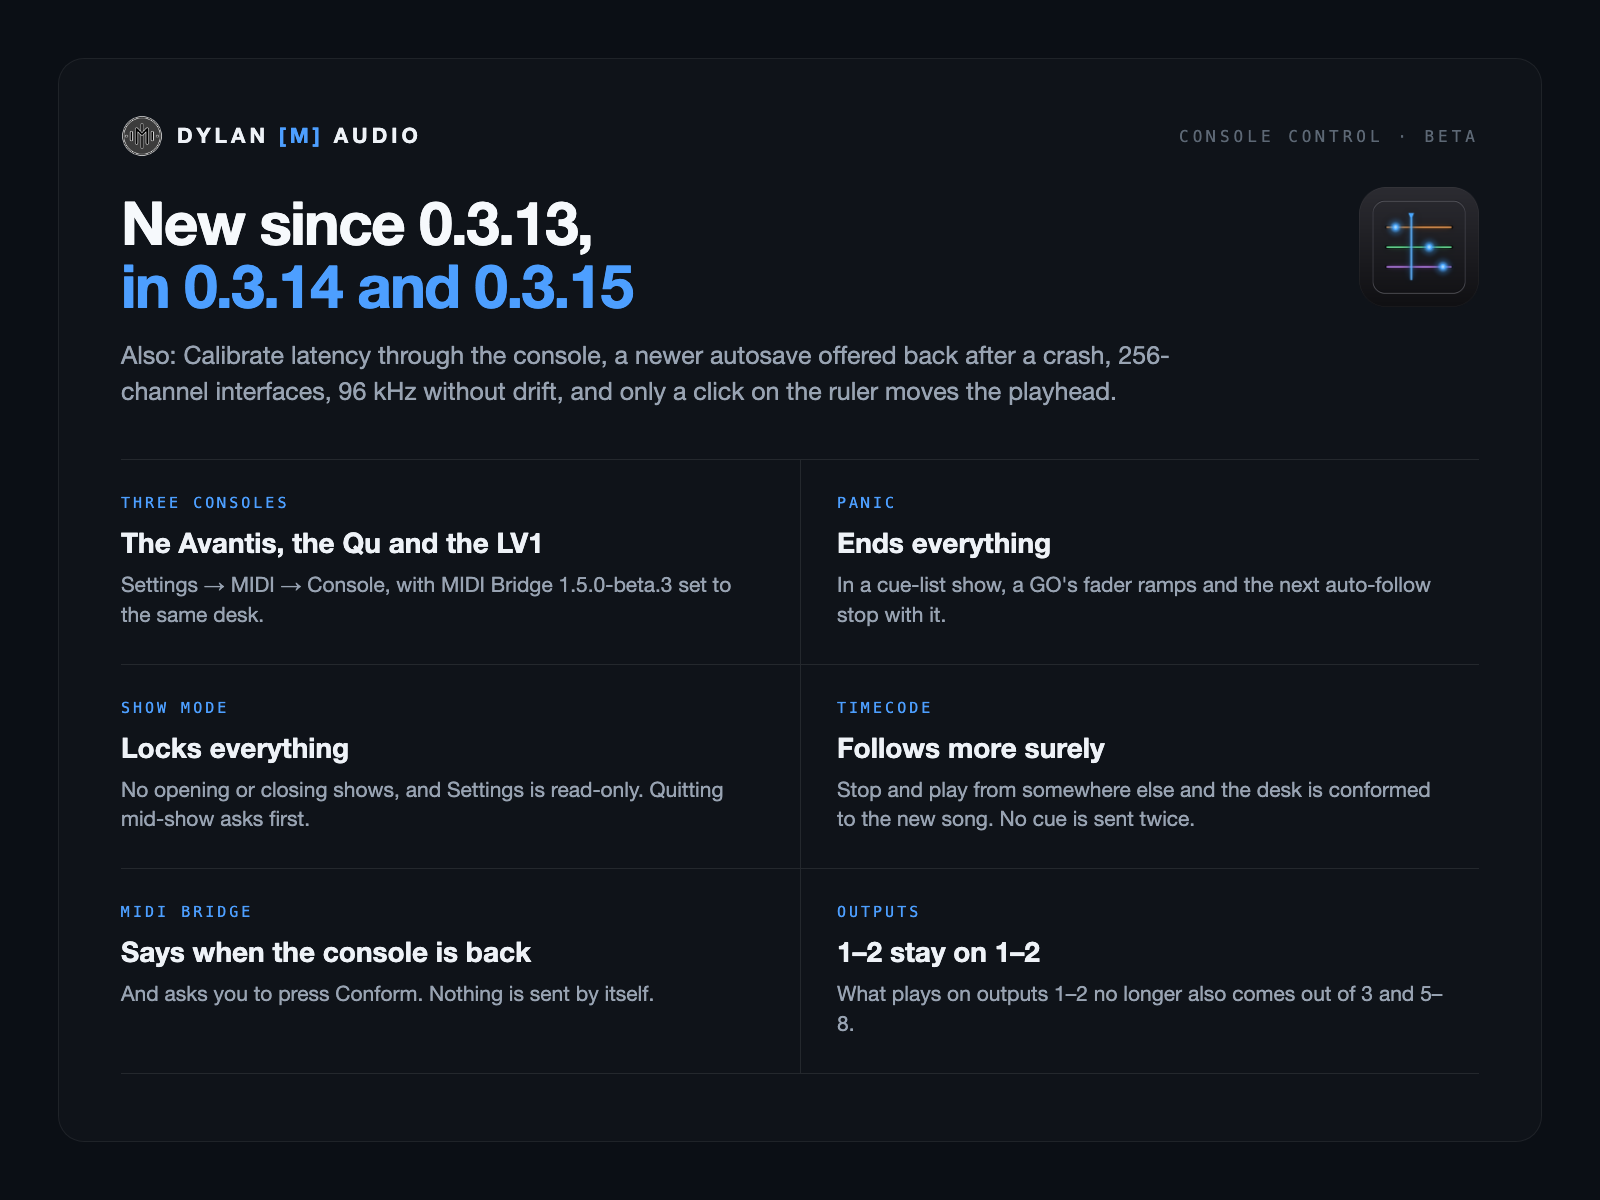 DYLAN [M] AUDIO
CONSOLE CONTROL · BETA
New since 0.3.13,
in 0.3.14 and 0.3.15
Also: Calibrate latency through the console, a newer autosave offered back after a crash, 256-
channel interfaces, 96 kHz without drift, and only a click on the ruler moves the playhead.
THREE CONSOLES
The Avantis, the Qu and the LV1
Settings → MIDI → Console, with MIDI Bridge 1.5.0-beta.3 set to
the same desk.
PANIC
Ends everything
In a cue-list show, a GO's fader ramps and the next auto-follow
stop with it.
SHOW MODE
Locks everything
No opening or closing shows, and Settings is read-only. Quitting
mid-show asks first.
TIMECODE
Follows more surely
Stop and play from somewhere else and the desk is conformed
to the new song. No cue is sent twice.
MIDI BRIDGE
Says when the console is back
And asks you to press Conform. Nothing is sent by itself.
OUTPUTS
1–2 stay on 1–2
What plays on outputs 1–2 no longer also comes out of 3 and 5–
8.